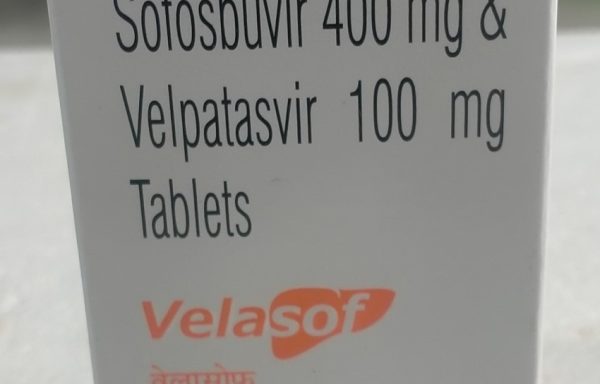 Sofosbuvir 400 mg &
Velpatasvir 100 mg
Tablets
Velasof
वेलासोफ